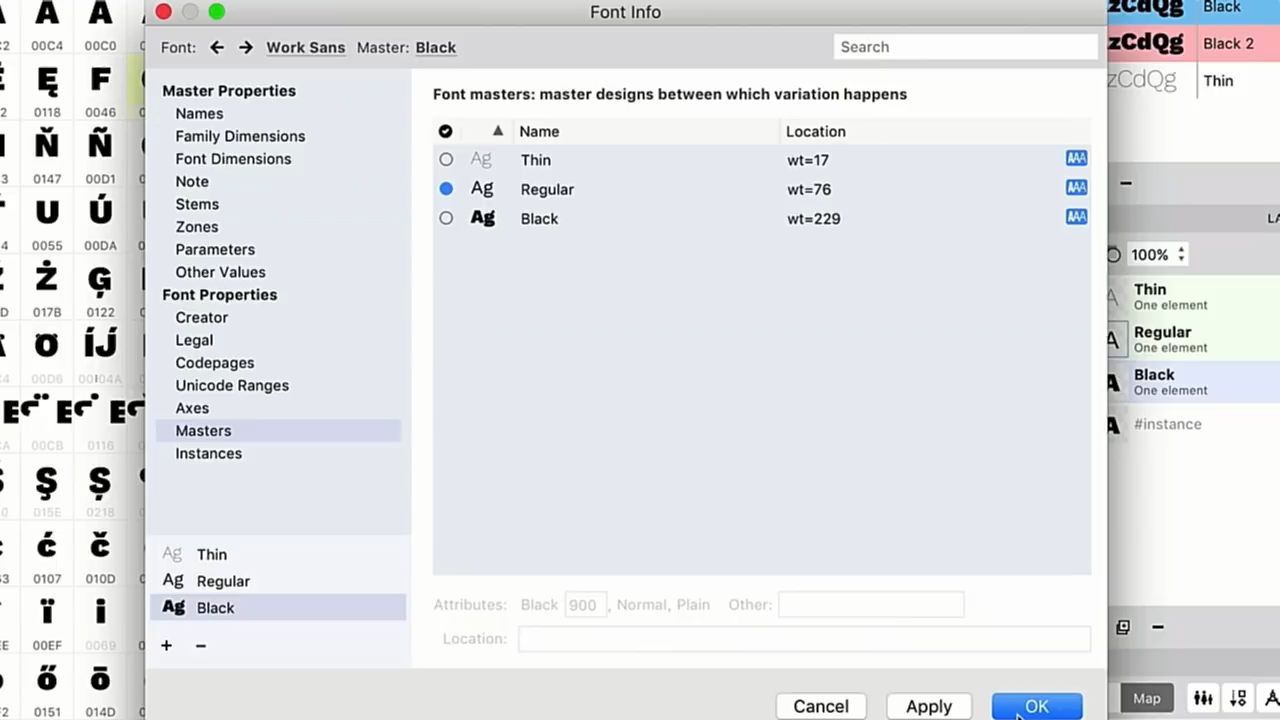 Font Info
Font: Work Sans Master: Black
Search
Master Properties
Names
Family Dimensions
Font Dimensions
Note
Stems
Zones
Parameters
Other Values
Font Properties
Creator
Legal
Codepages
Unicode Ranges
Axes
Masters
Instances
Ag Thin
Ag Regular
Ag Black
+ −
Font masters: master designs between which variation happens
Name Location
Ag Thin wt=17 AAA
Ag Regular wt=76 AAA
Ag Black wt=229 AAA
Attributes: Black 900 , Normal, Plain Other:
Location:
Cancel Apply OK
Ä À
00C4 00C0
Ę F
0118 0046
Ň Ñ
0147 00D1
U Ú
0055 00DA
Ż Ģ
017B 0122
00D6
00CB 0116
Ş Ș
015E 0218
ć č
0107 010D
ï i
00EF 0069
ő ō
0151 014D
zCdQg Black
zCdQg Black 2
zCdQg Thin
100%
Thin
One element
Regular
One element
Black
One element
#instance
Map